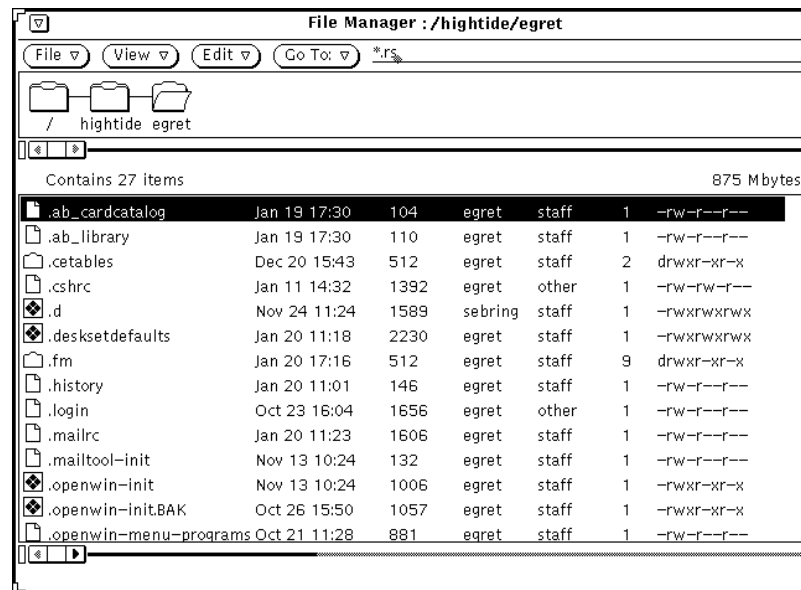 File Manager : /hightide/egret
File View Edit Go To: *.rs
/ hightide egret
Contains 27 items 875 Mbytes
.ab_cardcatalog Jan 19 17:30 104 egret staff 1 -rw-r--r--
.ab_library Jan 19 17:30 110 egret staff 1 -rw-r--r--
.cetables Dec 20 15:43 512 egret staff 2 drwxr-xr-x
.cshrc Jan 11 14:32 1392 egret other 1 -rw-rw-r--
.d Nov 24 11:24 1589 sebring staff 1 -rwxrwxrwx
.desksetdefaults Jan 20 11:18 2230 egret staff 1 -rwxrwxrwx
.fm Jan 20 17:16 512 egret staff 9 drwxr-xr-x
.history Jan 20 11:01 146 egret staff 1 -rw-r--r--
.login Oct 23 16:04 1656 egret other 1 -rw-r--r--
.mailrc Jan 20 11:23 1606 egret staff 1 -rw-r--r--
.mailtool-init Nov 13 10:24 132 egret staff 1 -rw-r--r--
.openwin-init Nov 13 10:24 1006 egret staff 1 -rwxr-xr-x
.openwin-init.BAK Oct 26 15:50 1057 egret staff 1 -rwxr-xr-x
.openwin-menu-programs Oct 21 11:28 881 egret staff 1 -rw-r--r--